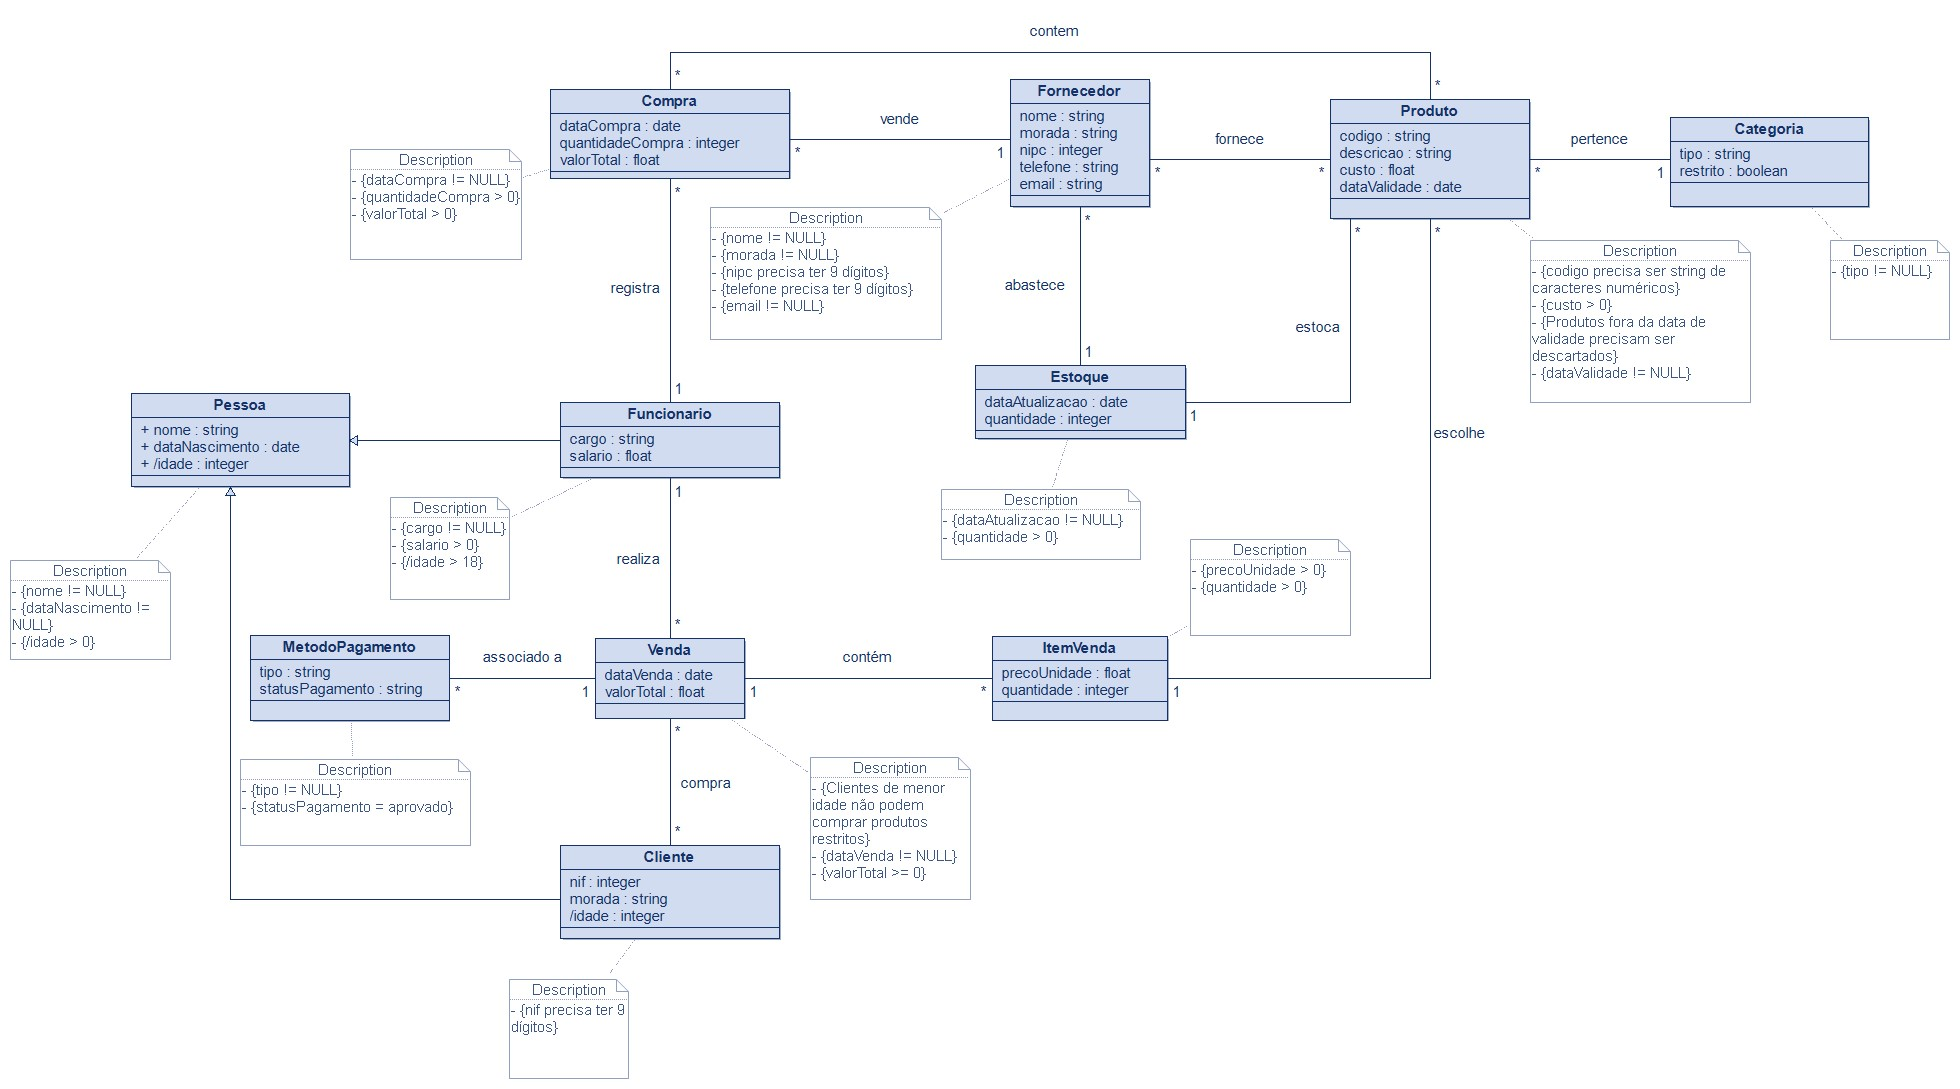 contem
*
*
Compra
dataCompra : date
quantidadeCompra : integer
valorTotal : float
vende
*
1
Fornecedor
nome : string
morada : string
nipc : integer
telefone : string
email : string
fornece
*
*
Produto
codigo : string
descricao : string
custo : float
dataValidade : date
pertence
*
1
Categoria
tipo : string
restrito : boolean
Description
- {dataCompra != NULL}
- {quantidadeCompra > 0}
- {valorTotal > 0}
Description
- {nome != NULL}
- {morada != NULL}
- {nipc precisa ter 9 dígitos}
- {telefone precisa ter 9 dígitos}
- {email != NULL}
Description
- {codigo precisa ser string de
caracteres numéricos}
- {custo > 0}
- {Produtos fora da data de
validade precisam ser
descartados}
- {dataValidade != NULL}
Description
- {tipo != NULL}
*
registra
1
*
abastece
1
*
estoca
1
*
escolhe
1
Estoque
dataAtualizacao : date
quantidade : integer
Pessoa
+ nome : string
+ dataNascimento : date
+ /idade : integer
Funcionario
cargo : string
salario : float
Description
- {cargo != NULL}
- {salario > 0}
- {/idade > 18}
Description
- {dataAtualizacao != NULL}
- {quantidade > 0}
Description
- {precoUnidade > 0}
- {quantidade > 0}
Description
- {nome != NULL}
- {dataNascimento !=
NULL}
- {/idade > 0}
1
realiza
*
MetodoPagamento
tipo : string
statusPagamento : string
associado a
*
1
Venda
dataVenda : date
valorTotal : float
contém
1
*
ItemVenda
precoUnidade : float
quantidade : integer
Description
- {tipo != NULL}
- {statusPagamento = aprovado}
*
compra
*
Description
- {Clientes de menor
idade não podem
comprar produtos
restritos}
- {dataVenda != NULL}
- {valorTotal >= 0}
Cliente
nif : integer
morada : string
/idade : integer
Description
- {nif precisa ter 9
dígitos}